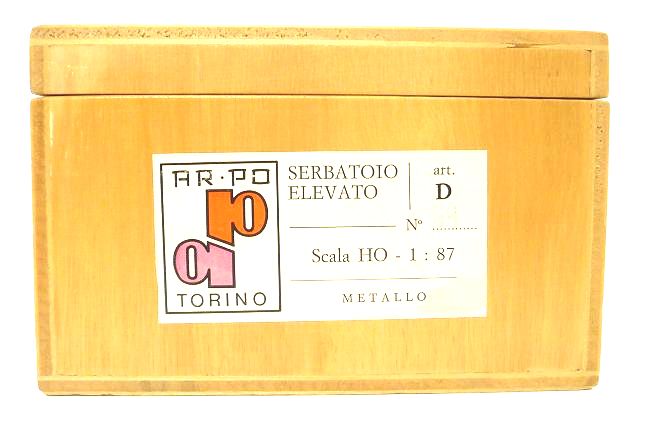 AR·PO
TORINO
SERBATOIO
ELEVATO
art.
D
N° ............
Scala HO - 1 : 87
METALLO